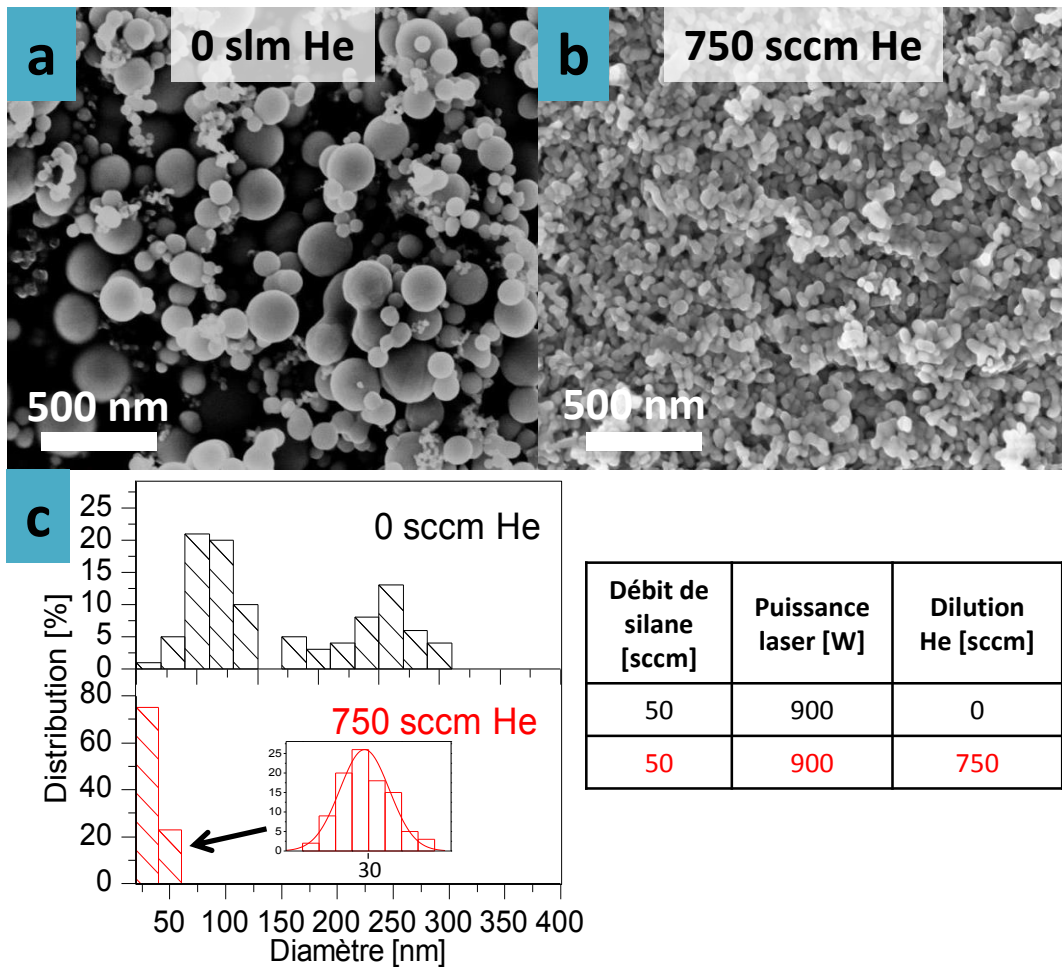 a
0 slm He
b
750 sccm He
500 nm
500 nm
c
0 sccm He
25
20
15
10
5
0
Distribution [%]
750 sccm He
80
60
40
20
0
25
20
15
10
5
0
30
50 100 150 200 250 300 350 400
Diamètre [nm]
Débit de
silane
[sccm]
Puissance
laser [W]
Dilution
He [sccm]
50 900 0
50 900 750